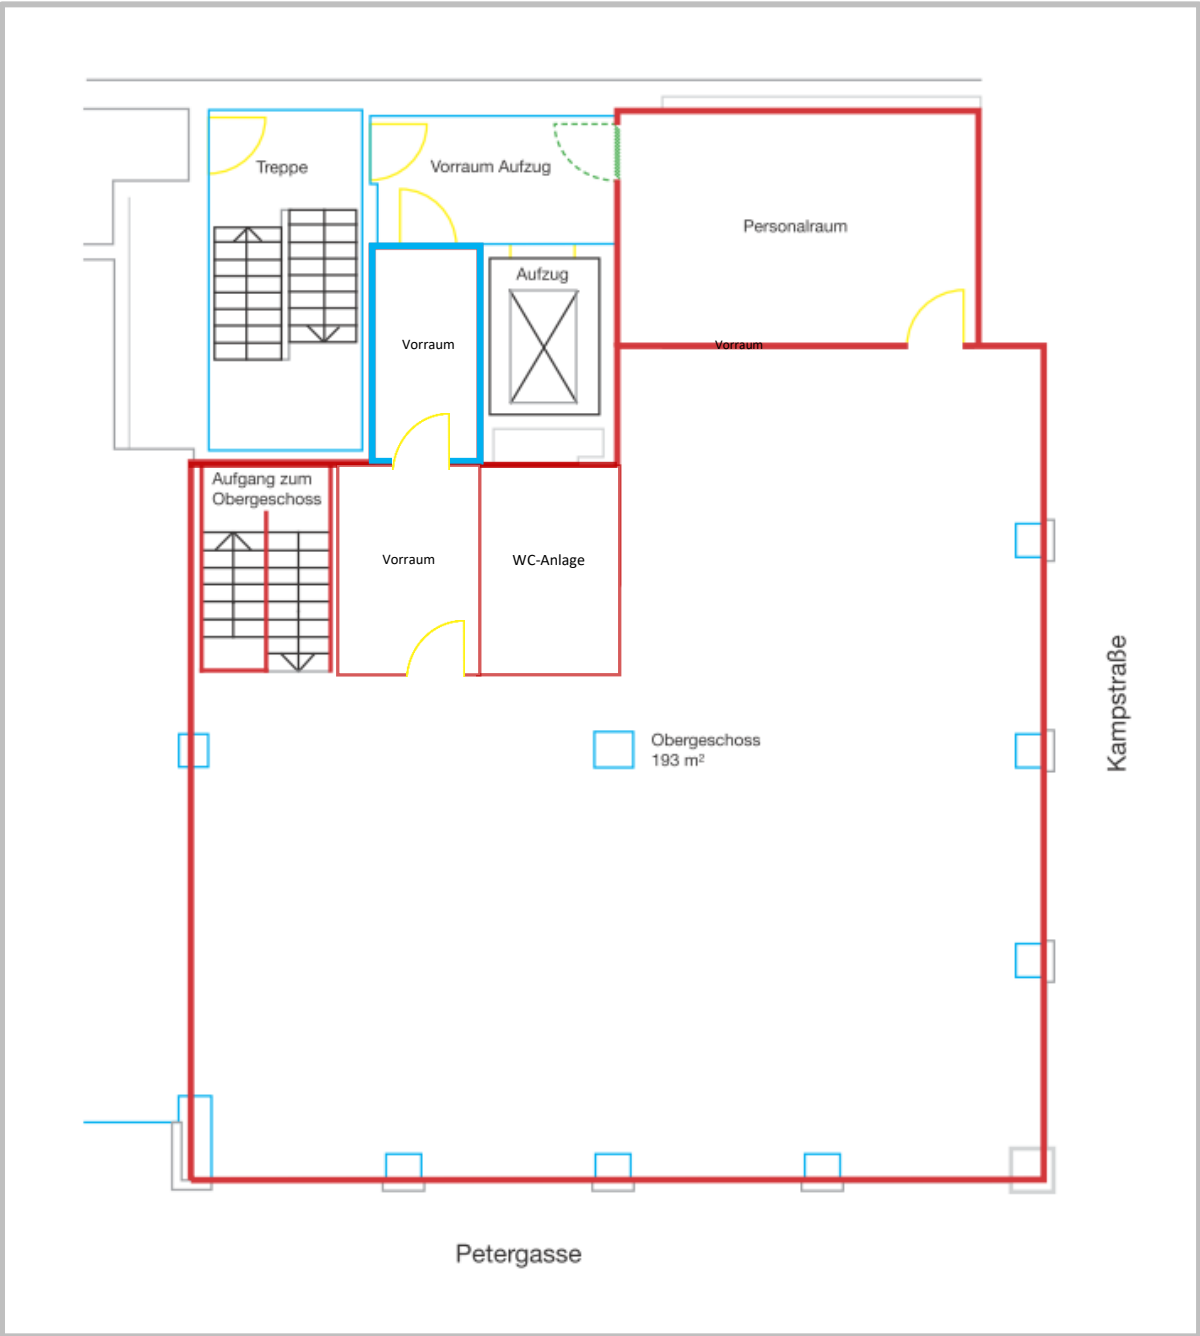 Treppe
Vorraum Aufzug
Personalraum
Aufzug
Vorraum
Vorraum
Aufgang zum
Obergeschoss
Vorraum
WC-Anlage
Kampstraße
Obergeschoss
193 m²
Petergasse